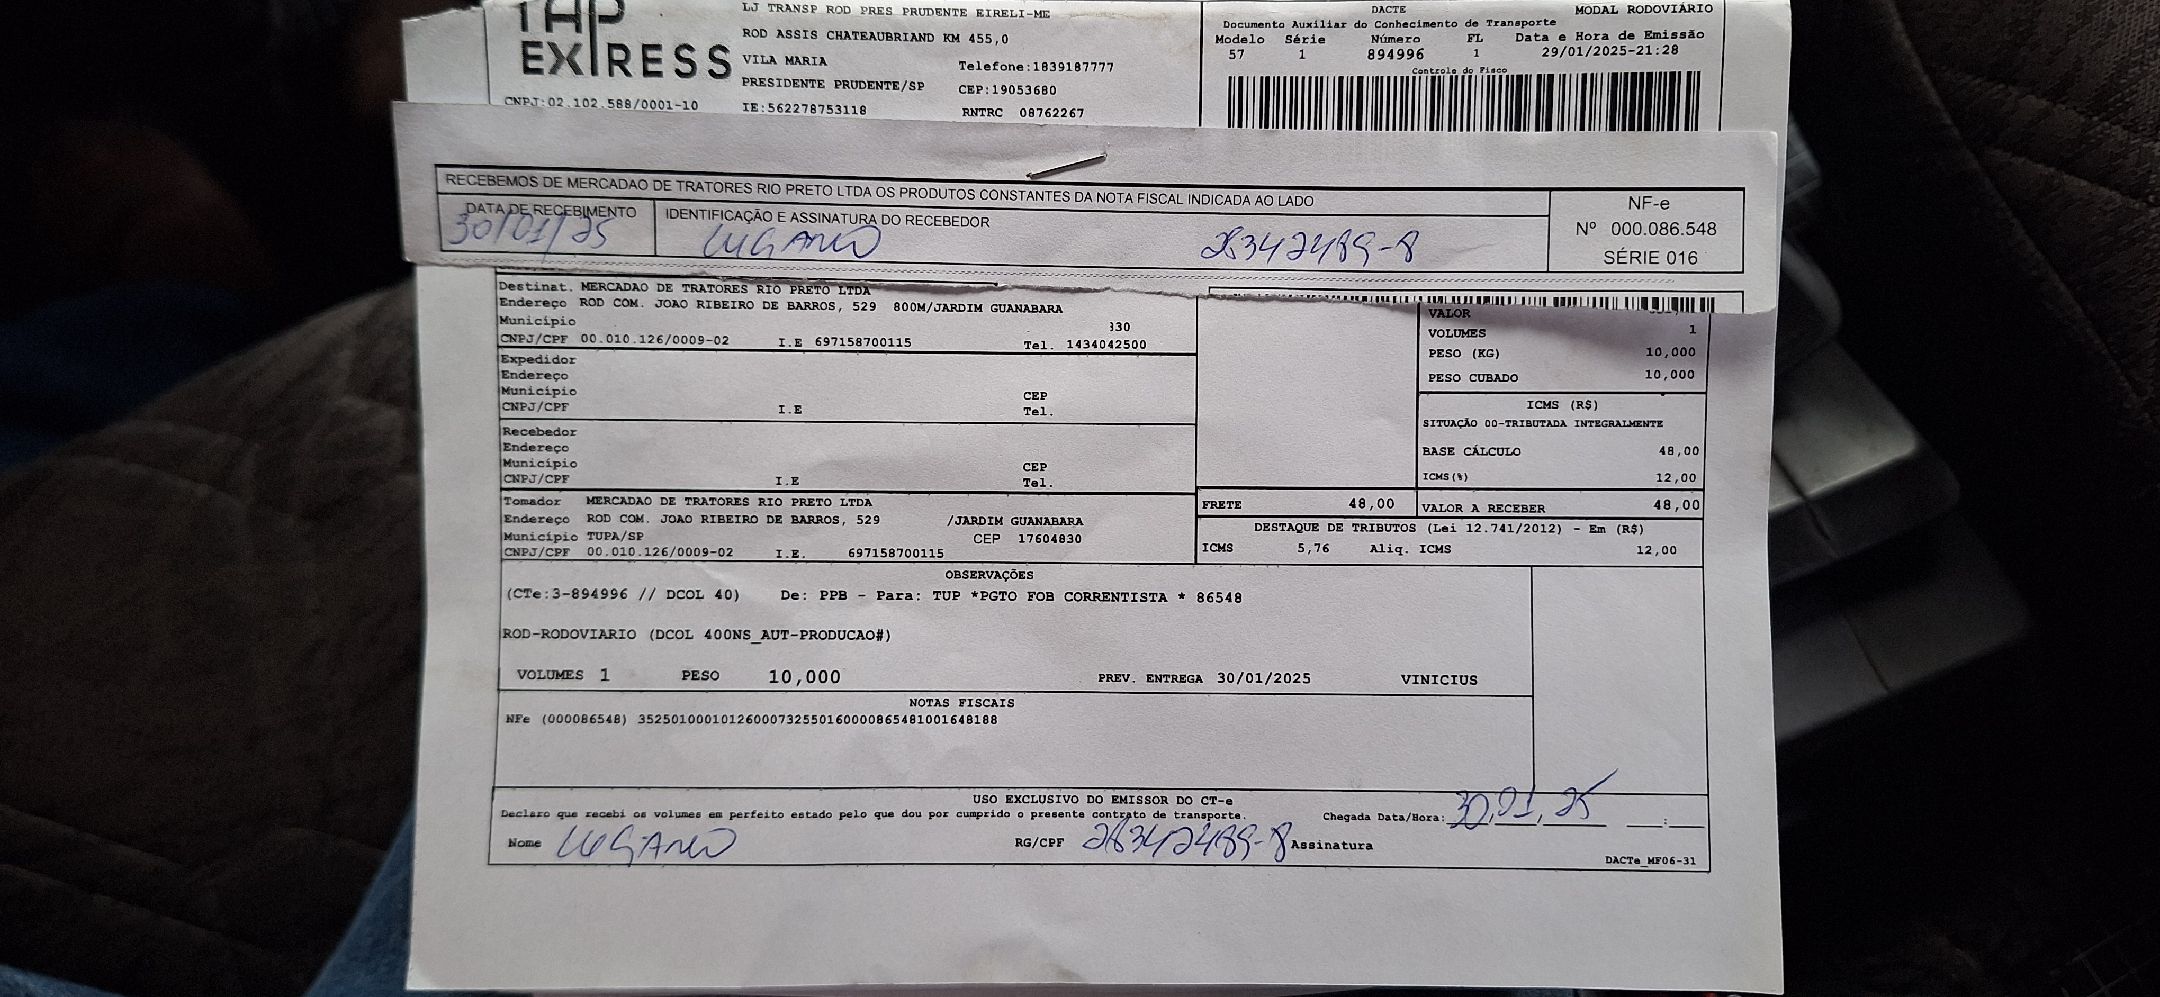 TAP
EXPRESS
CNPJ:02.102.588/0001-10
LJ TRANSP ROD PRES PRUDENTE EIRELI-ME
ROD ASSIS CHATEAUBRIAND KM 455,0
VILA MARIA Telefone:1839187777
PRESIDENTE PRUDENTE/SP CEP:19053680
IE:562278753118 RNTRC 08762267
DACTE MODAL RODOVIÁRIO
Documento Auxiliar do Conhecimento de Transporte
Modelo Série Número FL Data e Hora de Emissão
57 1 894996 1 29/01/2025-21:28
Controle do Fisco
RECEBEMOS DE MERCADAO DE TRATORES RIO PRETO LTDA OS PRODUTOS CONSTANTES DA NOTA FISCAL INDICADA AO LADO
DATA DE RECEBIMENTO IDENTIFICAÇÃO E ASSINATURA DO RECEBEDOR
30/01/25 28342489-8
NF-e
Nº 000.086.548
SÉRIE 016
Destinat. MERCADAO DE TRATORES RIO PRETO LTDA
Endereço ROD COM. JOAO RIBEIRO DE BARROS, 529 800M/JARDIM GUANABARA
Município 330
CNPJ/CPF 00.010.126/0009-02 I.E 697158700115 Tel. 1434042500
Expedidor
Endereço
Município CEP
CNPJ/CPF I.E Tel.
Recebedor
Endereço
Município CEP
CNPJ/CPF I.E Tel.
Tomador MERCADAO DE TRATORES RIO PRETO LTDA
Endereço ROD COM. JOAO RIBEIRO DE BARROS, 529 /JARDIM GUANABARA
Município TUPA/SP CEP 17604830
CNPJ/CPF 00.010.126/0009-02 I.E. 697158700115
VALOR
VOLUMES 1
PESO (KG) 10,000
PESO CUBADO 10,000
ICMS (R$)
SITUAÇÃO 00-TRIBUTADA INTEGRALMENTE
BASE CÁLCULO 48,00
ICMS(%) 12,00
FRETE 48,00 VALOR A RECEBER 48,00
DESTAQUE DE TRIBUTOS (Lei 12.741/2012) - Em (R$)
ICMS 5,76 Aliq. ICMS 12,00
OBSERVAÇÕES
(CTe:3-894996 // DCOL 40) De: PPB - Para: TUP *PGTO FOB CORRENTISTA * 86548
ROD-RODOVIARIO (DCOL 400NS_AUT-PRODUCAO#)
VOLUMES 1 PESO 10,000 PREV. ENTREGA 30/01/2025 VINICIUS
NOTAS FISCAIS
NFe (000086548) 35250100010126000732550160000865481001648188
USO EXCLUSIVO DO EMISSOR DO CT-e
Declaro que recebi os volumes em perfeito estado pelo que dou por cumprido o presente contrato de transporte. Chegada Data/Hora: 30,01,25 __:__
Nome RG/CPF 28342489-8 Assinatura
DACTe_MF06-31